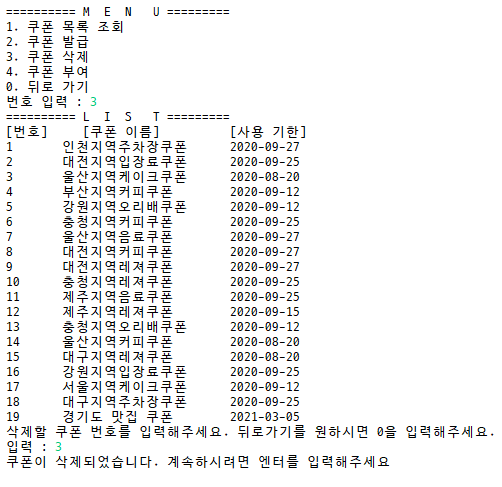 ========== M E N U =========
1. 쿠폰 목록 조회
2. 쿠폰 발급
3. 쿠폰 삭제
4. 쿠폰 부여
0. 뒤로 가기
번호 입력 : 3
========== L I S T =========
[번호] [쿠폰 이름] [사용 기한]
1 인천지역주차장쿠폰 2020-09-27
2 대전지역입장료쿠폰 2020-09-25
3 울산지역케이크쿠폰 2020-08-20
4 부산지역커피쿠폰 2020-09-12
5 강원지역오리배쿠폰 2020-09-12
6 충청지역커피쿠폰 2020-09-25
7 울산지역음료쿠폰 2020-09-27
8 대전지역커피쿠폰 2020-09-27
9 대전지역레져쿠폰 2020-09-27
10 충청지역레져쿠폰 2020-09-25
11 제주지역음료쿠폰 2020-09-25
12 제주지역레져쿠폰 2020-09-15
13 충청지역오리배쿠폰 2020-09-12
14 울산지역커피쿠폰 2020-08-20
15 대구지역레져쿠폰 2020-08-20
16 강원지역입장료쿠폰 2020-09-25
17 서울지역케이크쿠폰 2020-09-12
18 대구지역주차장쿠폰 2020-09-25
19 경기도 맛집 쿠폰 2021-03-05
삭제할 쿠폰 번호를 입력해주세요. 뒤로가기를 원하시면 0을 입력해주세요.
입력 : 3
쿠폰이 삭제되었습니다. 계속하시려면 엔터를 입력해주세요